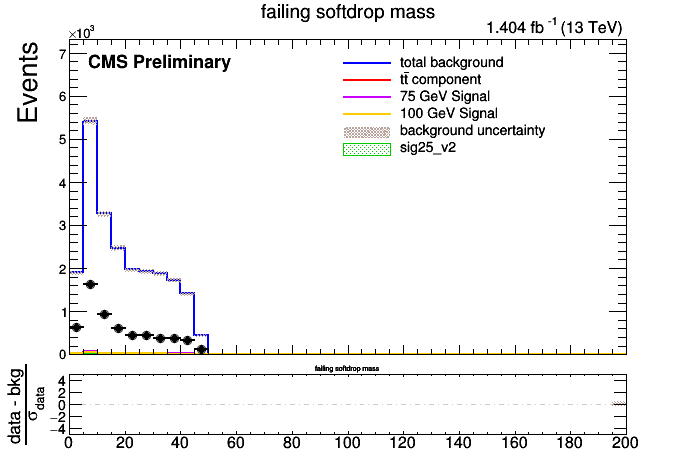 failing softdrop mass
×10³
1.404 fb⁻¹ (13 TeV)
Events
CMS Preliminary
total background
tt̄ component
75 GeV Signal
100 GeV Signal
background uncertainty
sig25_v2
7
6
5
4
3
2
1
0
failing softdrop mass
data - bkg
σdata
4
2
0
−2
−4
0 20 40 60 80 100 120 140 160 180 200